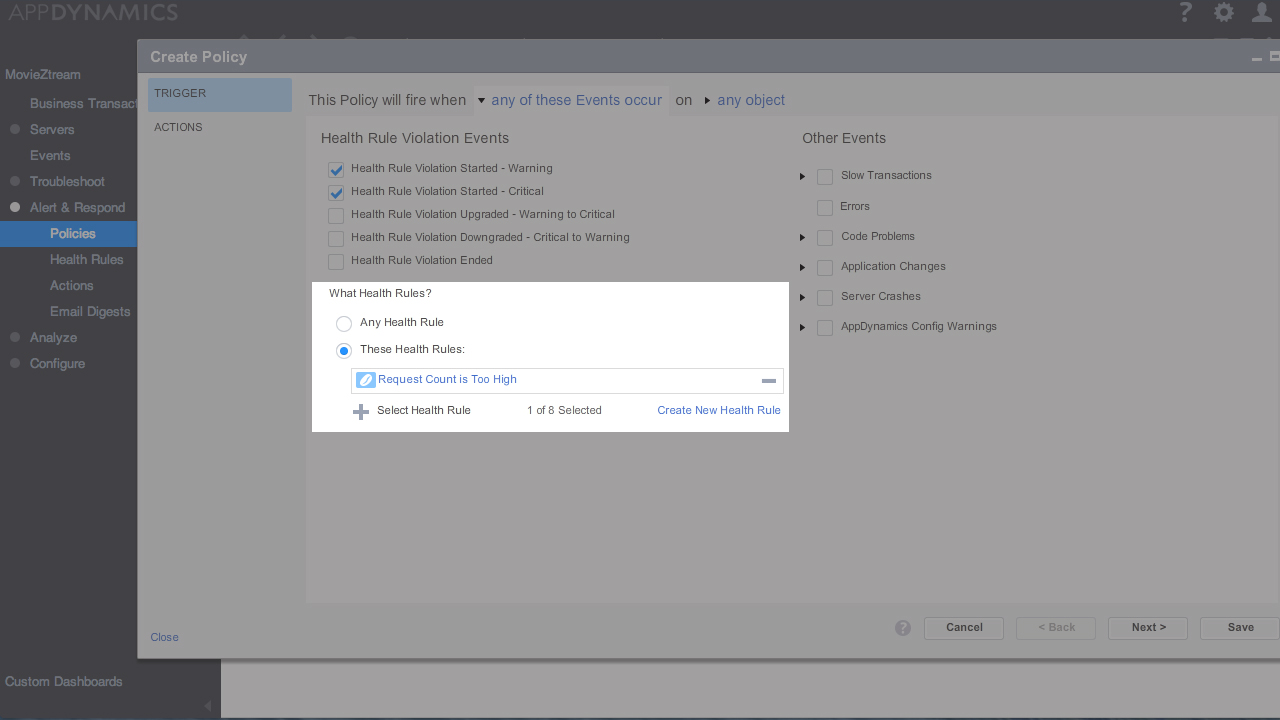 APPDYNAMICS
?
Create Policy
MovieZtream
Business Transact
Servers
Events
Troubleshoot
Alert & Respond
Policies
Health Rules
Actions
Email Digests
Analyze
Configure
Custom Dashboards
TRIGGER
ACTIONS
This Policy will fire when any of these Events occur on any object
Health Rule Violation Events
Health Rule Violation Started - Warning
Health Rule Violation Started - Critical
Health Rule Violation Upgraded - Warning to Critical
Health Rule Violation Downgraded - Critical to Warning
Health Rule Violation Ended
What Health Rules?
Any Health Rule
These Health Rules:
Request Count is Too High
Select Health Rule 1 of 8 Selected Create New Health Rule
Other Events
Slow Transactions
Errors
Code Problems
Application Changes
Server Crashes
AppDynamics Config Warnings
Close
? Cancel < Back Next > Save